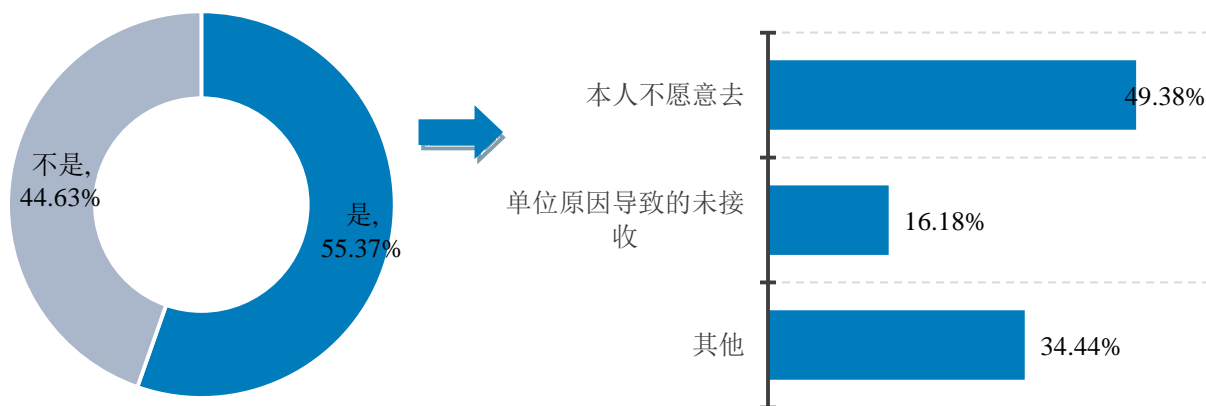 不是,
44.63%
是,
55.37%
本人不愿意去
49.38%
单位原因导致的未接
收
16.18%
其他
34.44%